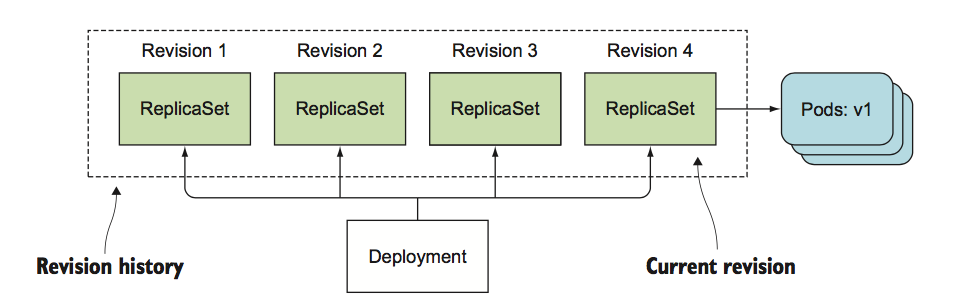 Revision 1
Revision 2
Revision 3
Revision 4
ReplicaSet
ReplicaSet
ReplicaSet
ReplicaSet
Pods: v1
Deployment
Revision history
Current revision